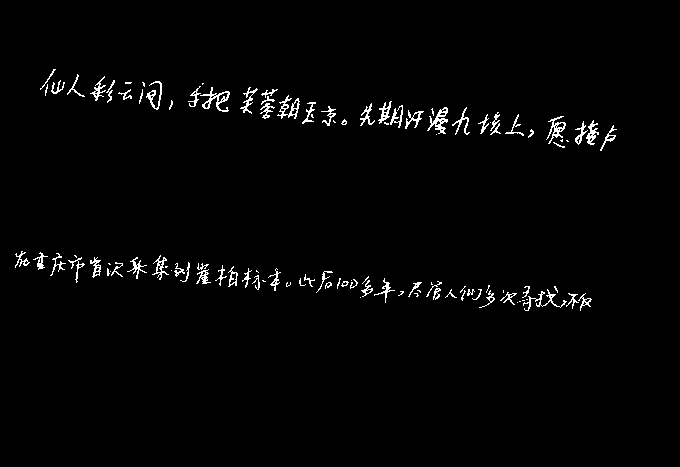 仙人彩云间，手把芙蓉朝玉京。先期汗漫九垓上，愿接卢
在重庆市首次采集到崖柏标本。此后100多年，尽管人们多次寻找，不仅